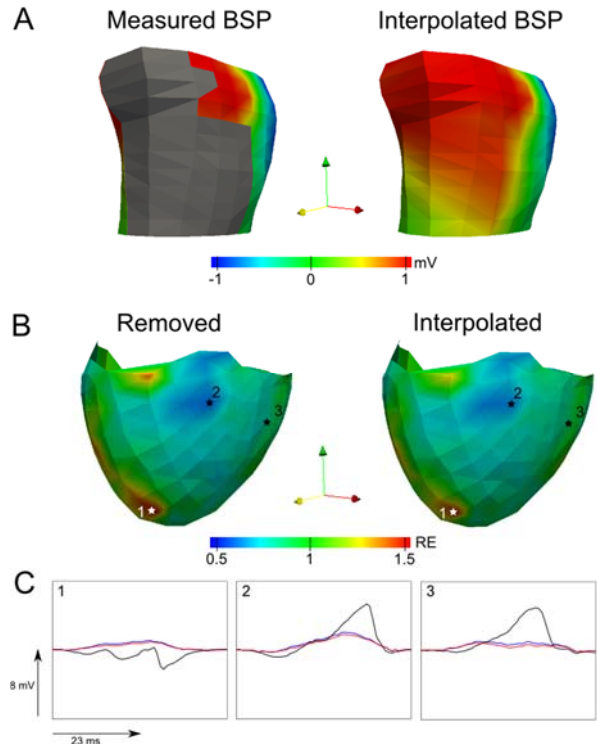 A
Measured BSP
Interpolated BSP
-1 0 1 mV
B
Removed
Interpolated
2
3
1
2
3
1
0.5 1 1.5 RE
C
1
2
3
8 mV
23 ms